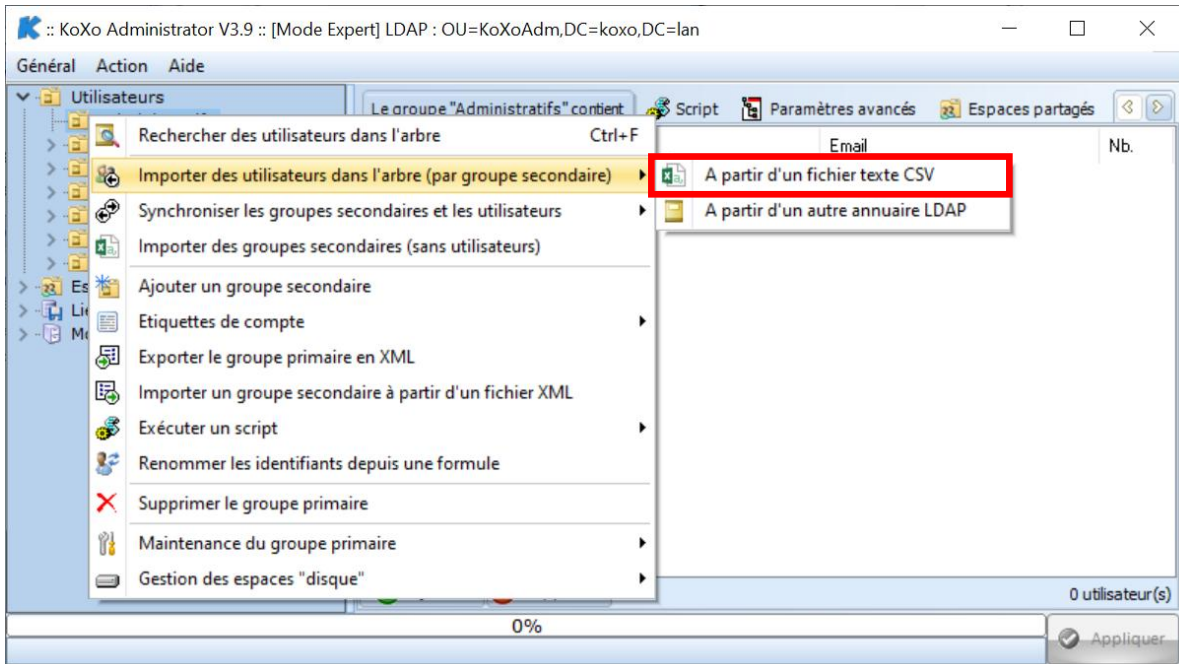 :: KoXo Administrator V3.9 :: [Mode Expert] LDAP : OU=KoXoAdm,DC=koxo,DC=lan
Général Action Aide
Utilisateurs
Le groupe "Administratifs" contient
Script
Paramètres avancés
Espaces partagés
Email
Nb.
Rechercher des utilisateurs dans l'arbre Ctrl+F
Importer des utilisateurs dans l'arbre (par groupe secondaire)
A partir d'un fichier texte CSV
Synchroniser les groupes secondaires et les utilisateurs
A partir d'un autre annuaire LDAP
Importer des groupes secondaires (sans utilisateurs)
Es
Ajouter un groupe secondaire
Etiquettes de compte
Exporter le groupe primaire en XML
Importer un groupe secondaire à partir d'un fichier XML
Exécuter un script
Renommer les identifiants depuis une formule
Supprimer le groupe primaire
Maintenance du groupe primaire
Gestion des espaces "disque"
0 utilisateur(s)
0%
Appliquer